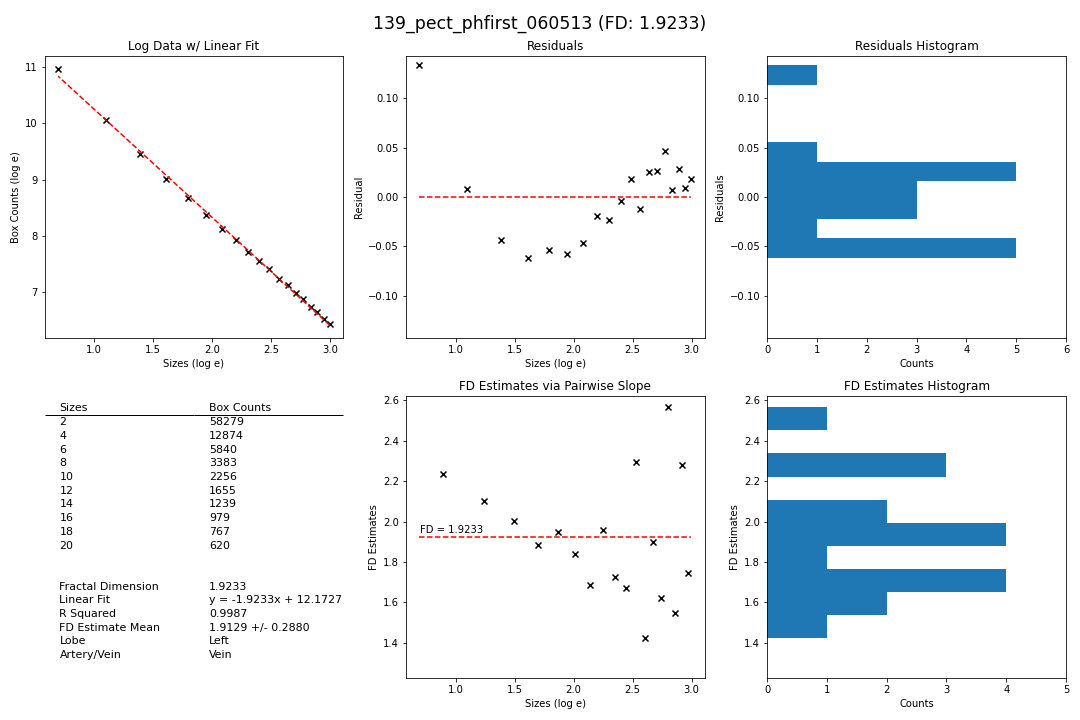 139_pect_phfirst_060513 (FD: 1.9233)
Log Data w/ Linear Fit
Box Counts (log e)
11
10
9
8
7
1.0 1.5 2.0 2.5 3.0
Sizes (log e)
Residuals
Residual
0.10
0.05
0.00
−0.05
−0.10
1.0 1.5 2.0 2.5 3.0
Sizes (log e)
Residuals Histogram
Residuals
0.10
0.05
0.00
−0.05
−0.10
0 1 2 3 4 5 6
Counts
Sizes Box Counts
2 58279
4 12874
6 5840
8 3383
10 2256
12 1655
14 1239
16 979
18 767
20 620
Fractal Dimension 1.9233
Linear Fit y = -1.9233x + 12.1727
R Squared 0.9987
FD Estimate Mean 1.9129 +/- 0.2880
Lobe Left
Artery/Vein Vein
FD Estimates via Pairwise Slope
FD Estimates
2.6
2.4
2.2
2.0
1.8
1.6
1.4
FD = 1.9233
1.0 1.5 2.0 2.5 3.0
Sizes (log e)
FD Estimates Histogram
FD Estimates
2.6
2.4
2.2
2.0
1.8
1.6
1.4
0 1 2 3 4 5
Counts